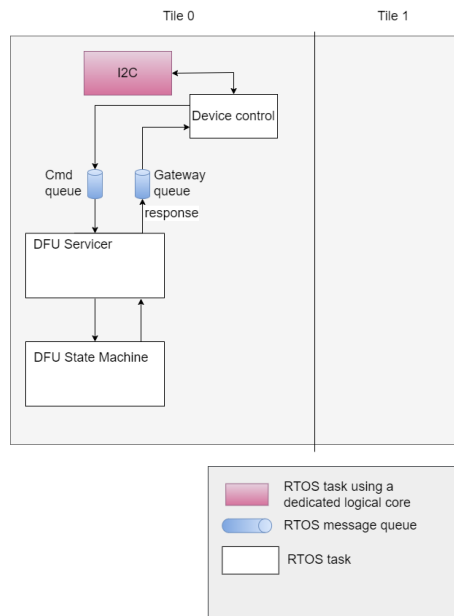 Tile 0
Tile 1
I2C
Device control
Cmd
queue
Gateway
queue
response
DFU Servicer
DFU State Machine
RTOS task using a
dedicated logical core
RTOS message queue
RTOS task